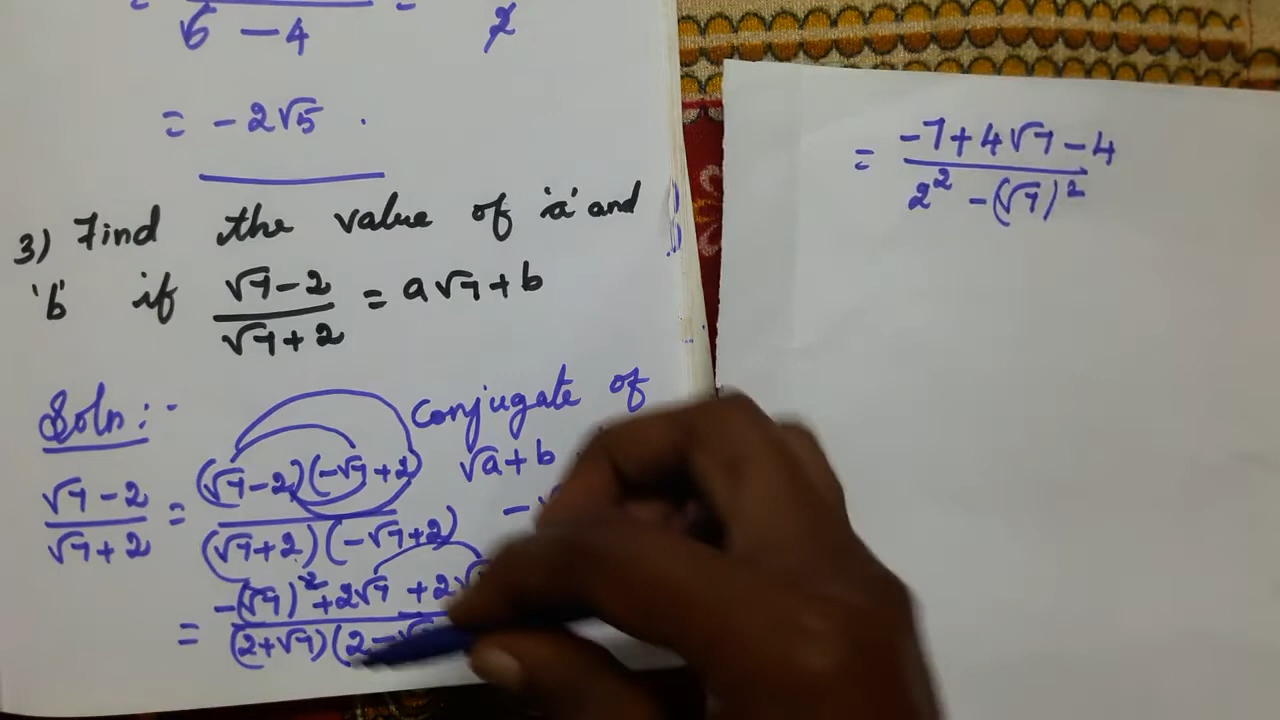 √6 - 4
= -2√5 .
3) Find the value of 'a' and
'b' if (√7-2)/(√7+2) = a√7+b
Soln:-
Conjugate of
√a+b
(√7-2)/(√7+2) = ((√7-2)(-√7+2))/((√7+2)(-√7+2))
= (-(√7)²+2√7+2√
(2+√7)(2-√
= (-7+4√7-4)/(2²-(√7)²)